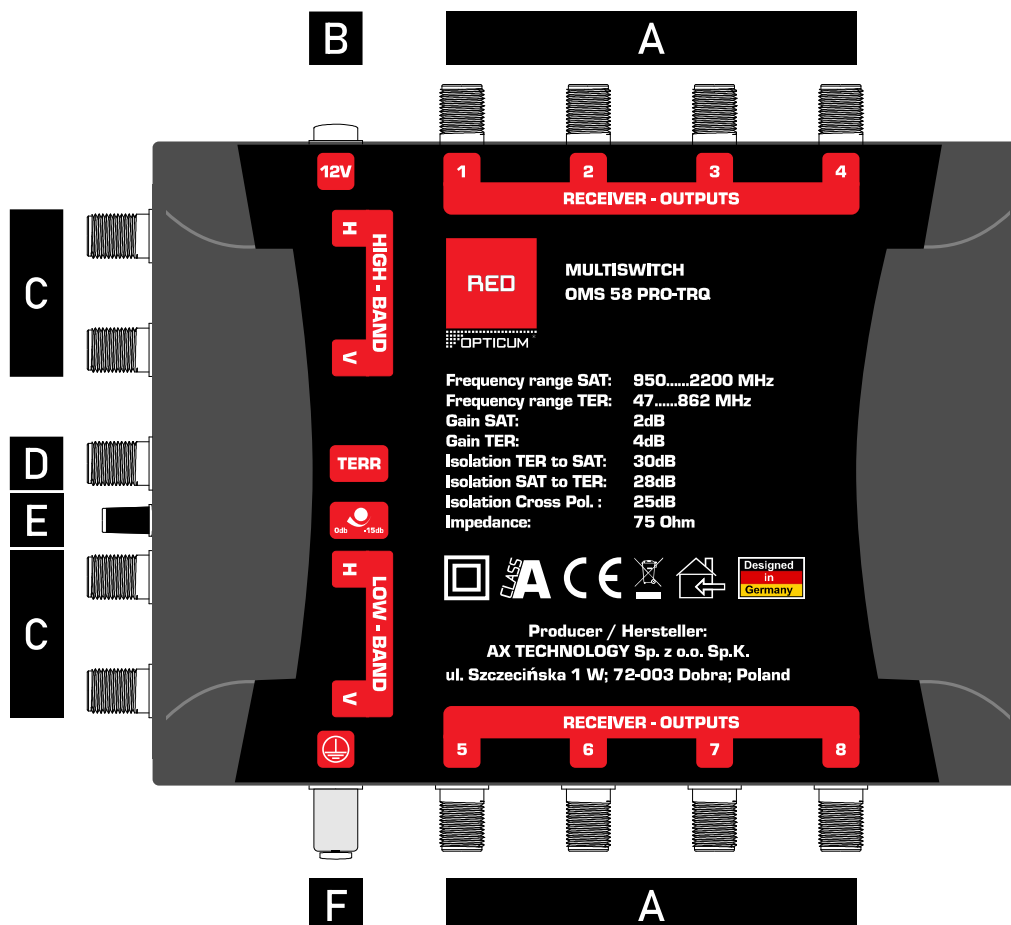 B
A
12V
1 2 3 4
RECEIVER - OUTPUTS
C
H
HIGH - BAND
V
RED
OPTICUM
MULTISWITCH
OMS 58 PRO-TRQ
Frequency range SAT: 950......2200 MHz
Frequency range TER: 47......862 MHz
Gain SAT: 2dB
Gain TER: 4dB
Isolation TER to SAT: 30dB
Isolation SAT to TER: 28dB
Isolation Cross Pol. : 25dB
Impedance: 75 Ohm
D
TERR
E
0db -15db
C
H
LOW - BAND
V
CLASS A
CE
Designed
in
Germany
Producer / Hersteller:
AX TECHNOLOGY Sp. z o.o. Sp.K.
ul. Szczecińska 1 W; 72-003 Dobra; Poland
RECEIVER - OUTPUTS
5 6 7 8
F
A